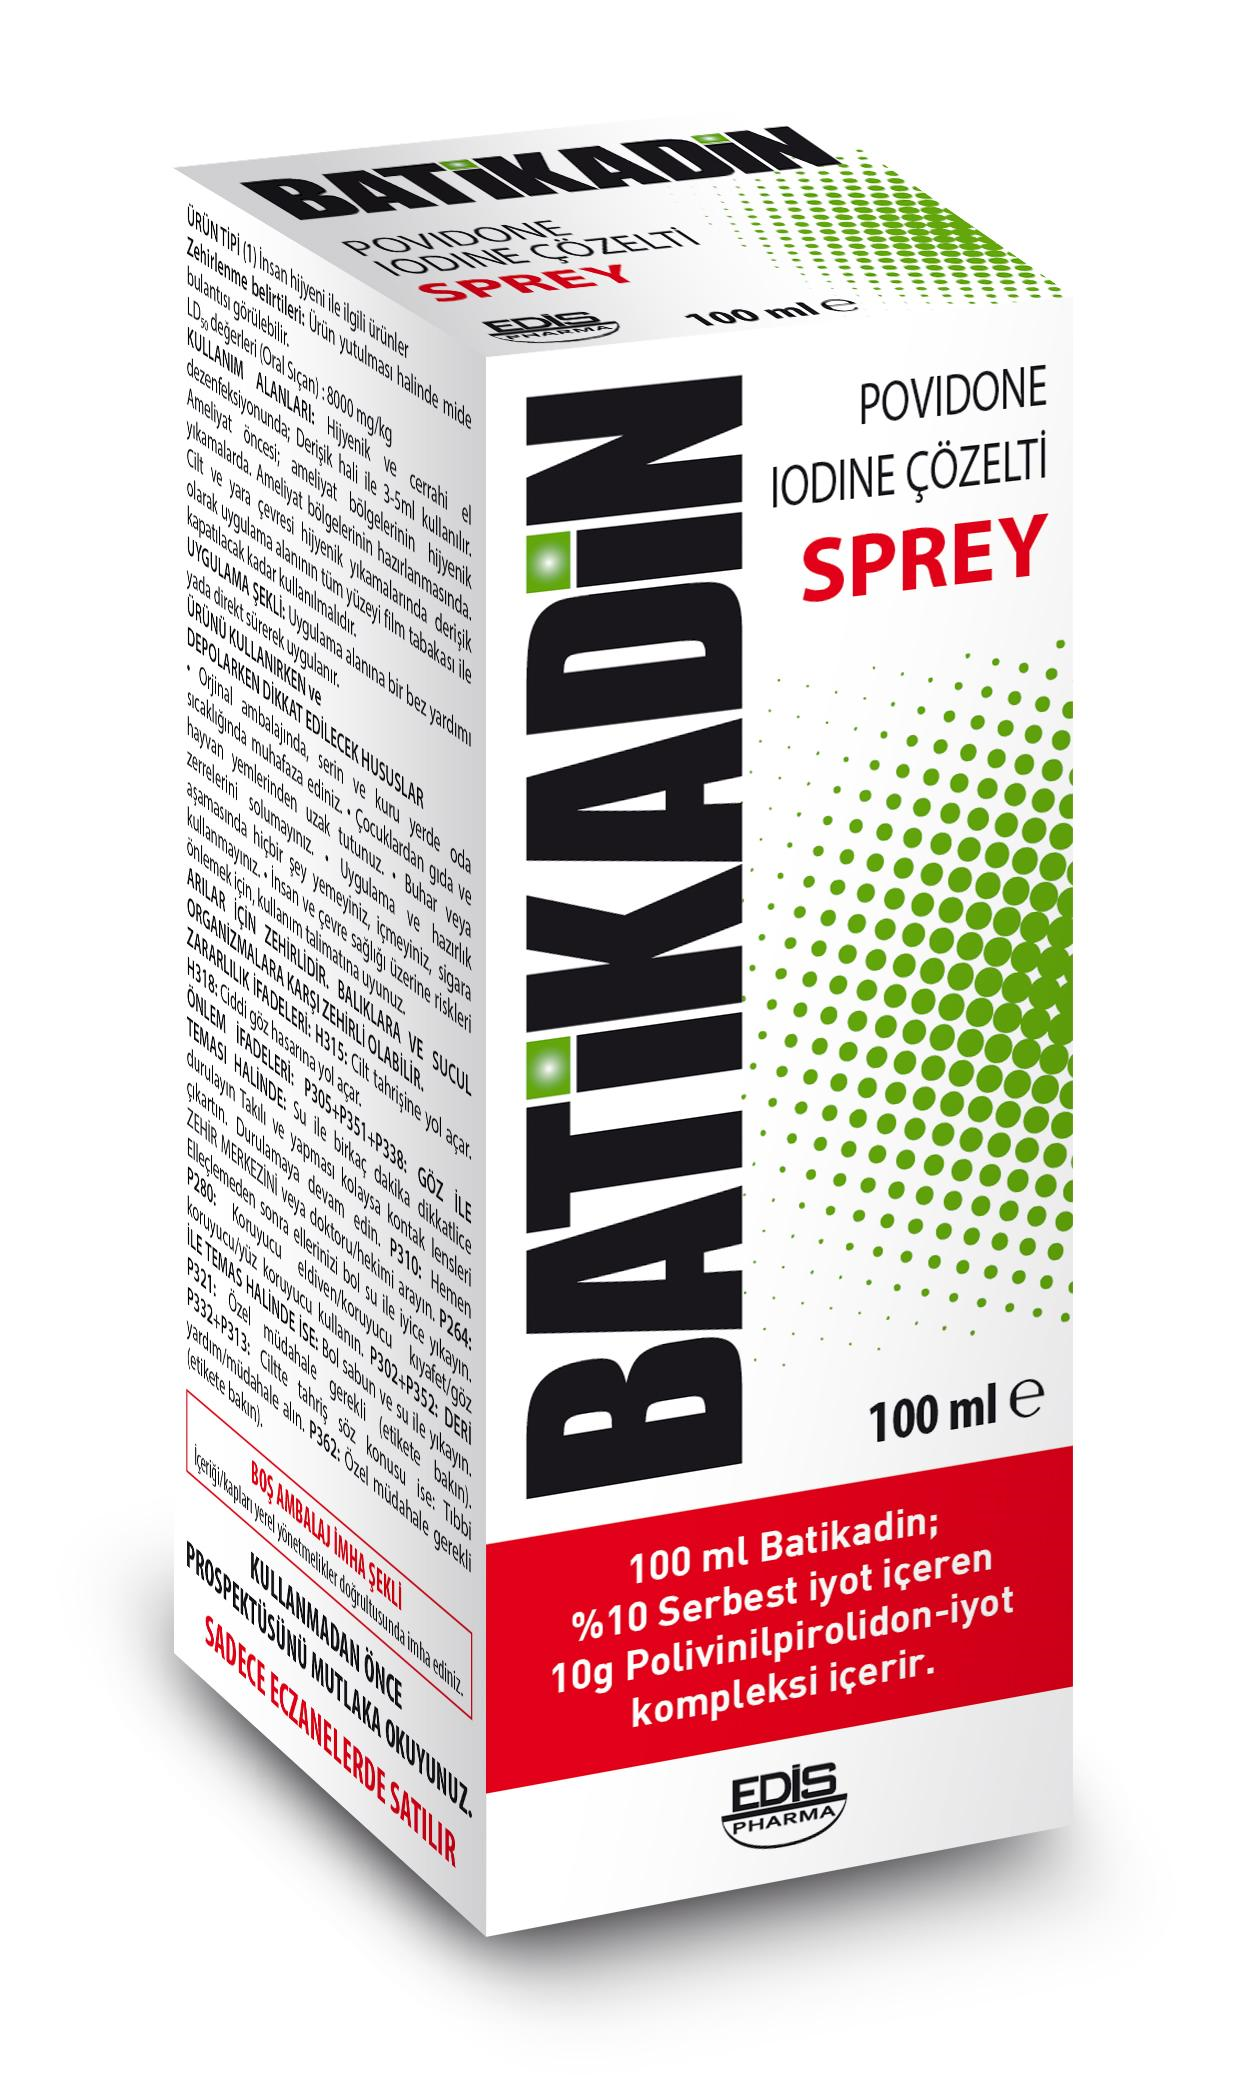 BATiKADiN
POVIDONE
IODINE ÇÖZELTİ
SPREY
EDİS
PHARMA
100 ml e
ÜRÜN TİPİ (1) İnsan hijyeni ile ilgili ürünler
Zehirlenme belirtileri: Ürün yutulması halinde mide
bulantısı görülebilir.
LD50 değerleri (Oral Sıçan) : 8000 mg/kg
KULLANIM ALANLARI: Hijyenik ve cerrahi el
dezenfeksiyonunda; Derişik hali ile 3-5ml kullanılır.
Ameliyat öncesi; ameliyat bölgelerinin hijyenik
yıkamalarda. Ameliyat bölgelerinin hazırlanmasında.
Cilt ve yara çevresi hijyenik yıkamalarında derişik
olarak uygulama alanının tüm yüzeyi film tabakası ile
kapatılacak kadar kullanılmalıdır.
UYGULAMA ŞEKLİ: Uygulama alanına bir bez yardımı
yada direkt sürerek uygulanır.
ÜRÜNÜ KULLANIRKEN ve
DEPOLARKEN DİKKAT EDİLECEK HUSUSLAR
• Orjinal ambalajında, serin ve kuru yerde oda
sıcaklığında muhafaza ediniz. • Çocuklardan gıda ve
hayvan yemlerinden uzak tutunuz. • Buhar veya
zerrelerini solumayınız. • Uygulama ve hazırlık
aşamasında hiçbir şey yemeyiniz, içmeyiniz, sigara
kullanmayınız. • İnsan ve çevre sağlığı üzerine riskleri
önlemek için, kullanım talimatına uyunuz.
ARILAR İÇİN ZEHİRLİDİR. BALIKLARA VE SUCUL
ORGANİZMALARA KARŞI ZEHİRLİ OLABİLİR.
ZARARLILIK İFADELERİ: H315: Cilt tahrişine yol açar.
H318: Ciddi göz hasarına yol açar.
ÖNLEM İFADELERİ: P305+P351+P338: GÖZ İLE
TEMASI HALİNDE: Su ile birkaç dakika dikkatlice
durulayın Takılı ve yapması kolaysa kontak lensleri
çıkartın. Durulamaya devam edin. P310: Hemen
ZEHİR MERKEZİNİ veya doktoru/hekimi arayın. P264:
Elleçlemeden sonra ellerinizi bol su ile iyice yıkayın.
P280: Koruyucu eldiven/koruyucu kıyafet/göz
koruyucu/yüz koruyucu kullanın. P302+P352: DERİ
İLE TEMAS HALİNDE İSE: Bol sabun ve su ile yıkayın.
P321: Özel müdahale gerekli (etikete bakın).
P332+P313: Ciltte tahriş söz konusu ise: Tıbbi
yardım/müdahale alın. P362: Özel müdahale gerekli
(etikete bakın).
BOŞ AMBALAJ İMHA ŞEKLİ
İçeriği/kapları yerel yönetmelikler doğrultusunda imha ediniz.
KULLANMADAN ÖNCE
PROSPEKTÜSÜNÜ MUTLAKA OKUYUNUZ.
SADECE ECZANELERDE SATILIR
BATiKADiN
POVIDONE
IODINE ÇÖZELTİ
SPREY
100 ml e
100 ml Batikadin;
%10 Serbest iyot içeren
10g Polivinilpirolidon-iyot
kompleksi içerir.
EDİS
PHARMA